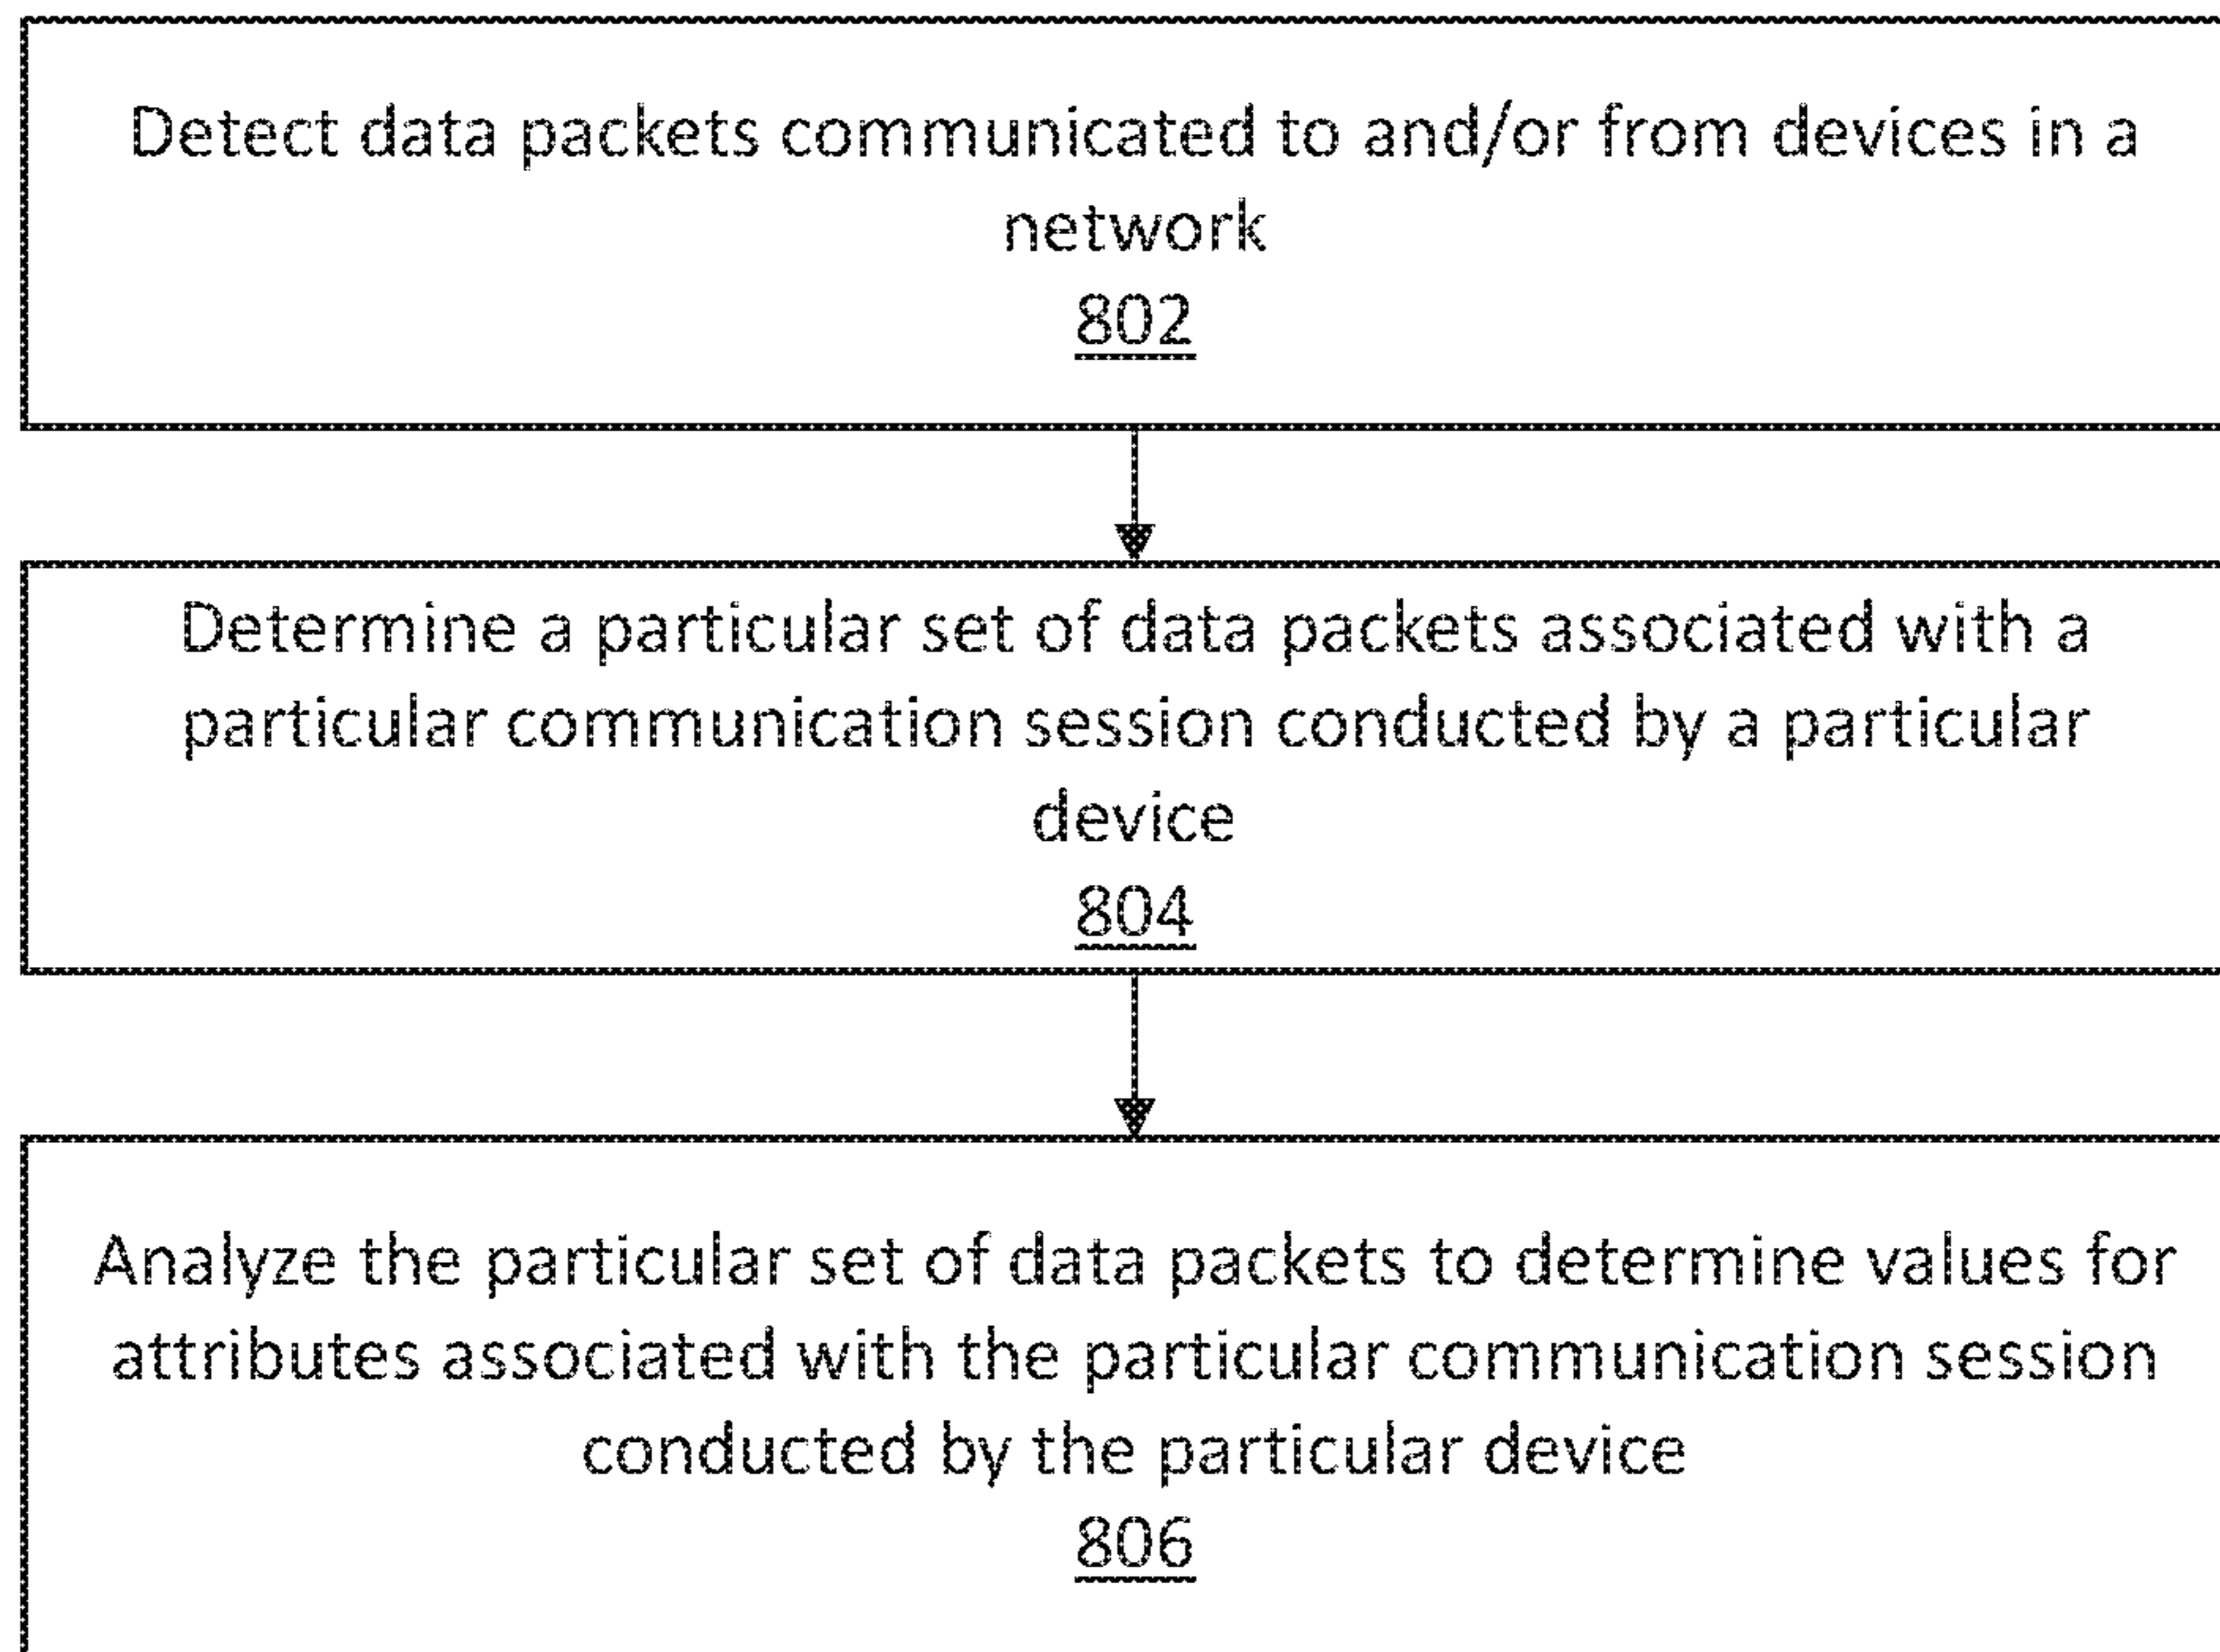 Detect data packets communicated to and/or from devices in a
network
802
Determine a particular set of data packets associated with a
particular communication session conducted by a particular
device
804
Analyze the particular set of data packets to determine values for
attributes associated with the particular communication session
conducted by the particular device
806